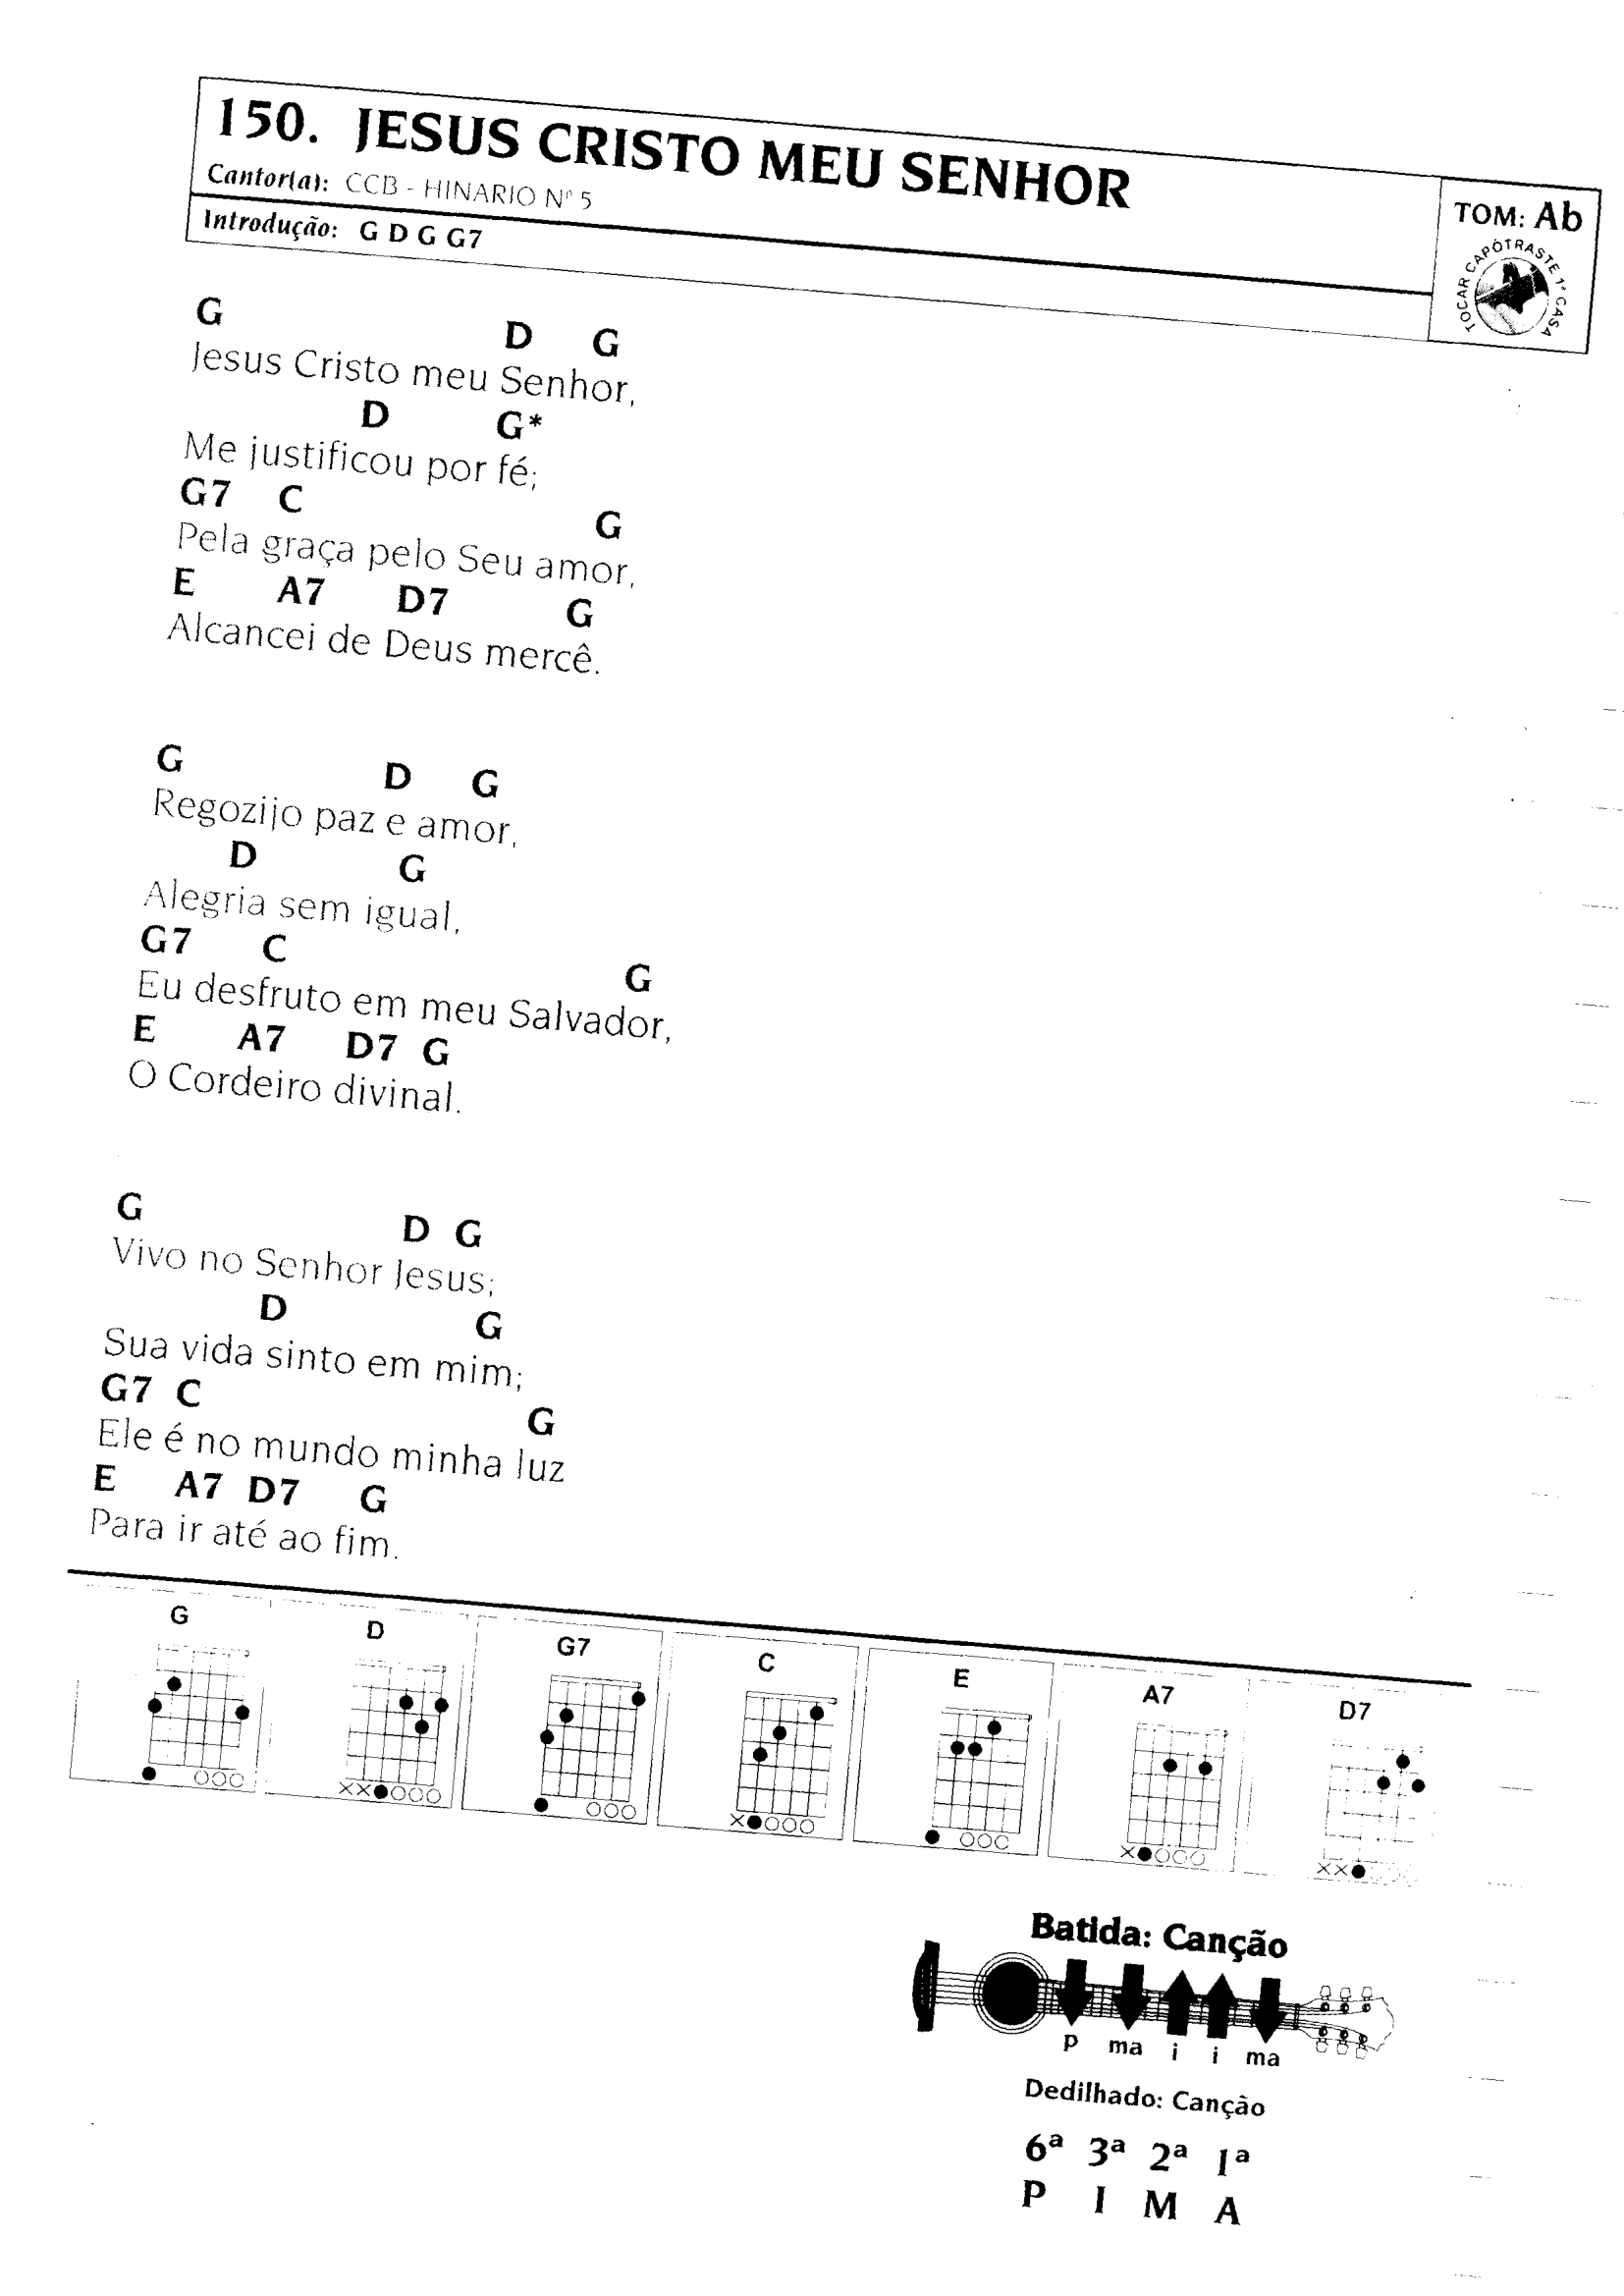 150. JESUS CRISTO MEU SENHOR
Cantor(a): CCB - HINARIO Nº 5
Introdução: G D G G7
TOM: Ab
TOCAR CAPOTRASTE 1ª CASA
G D G
Jesus Cristo meu Senhor,
D G*
Me justificou por fé;
G7 C G
Pela graça pelo Seu amor,
E A7 D7 G
Alcancei de Deus mercê.
G D G
Regozijo paz e amor,
D G
Alegria sem igual,
G7 C G
Eu desfruto em meu Salvador,
E A7 D7 G
O Cordeiro divinal.
G D G
Vivo no Senhor Jesus;
D G
Sua vida sinto em mim;
G7 C G
Ele é no mundo minha luz
E A7 D7 G
Para ir até ao fim.
G D G7 C E A7 D7
Batida: Canção
p ma i i ma
Dedilhado: Canção
6ª 3ª 2ª 1ª
P I M A